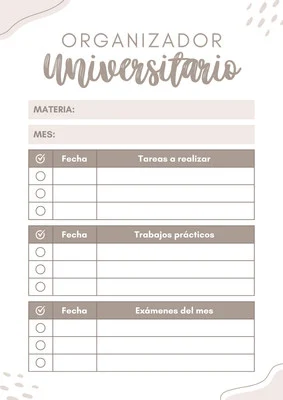 ORGANIZADOR
Universitario
MATERIA:
MES:
Fecha Tareas a realizar
Fecha Trabajos prácticos
Fecha Exámenes del mes